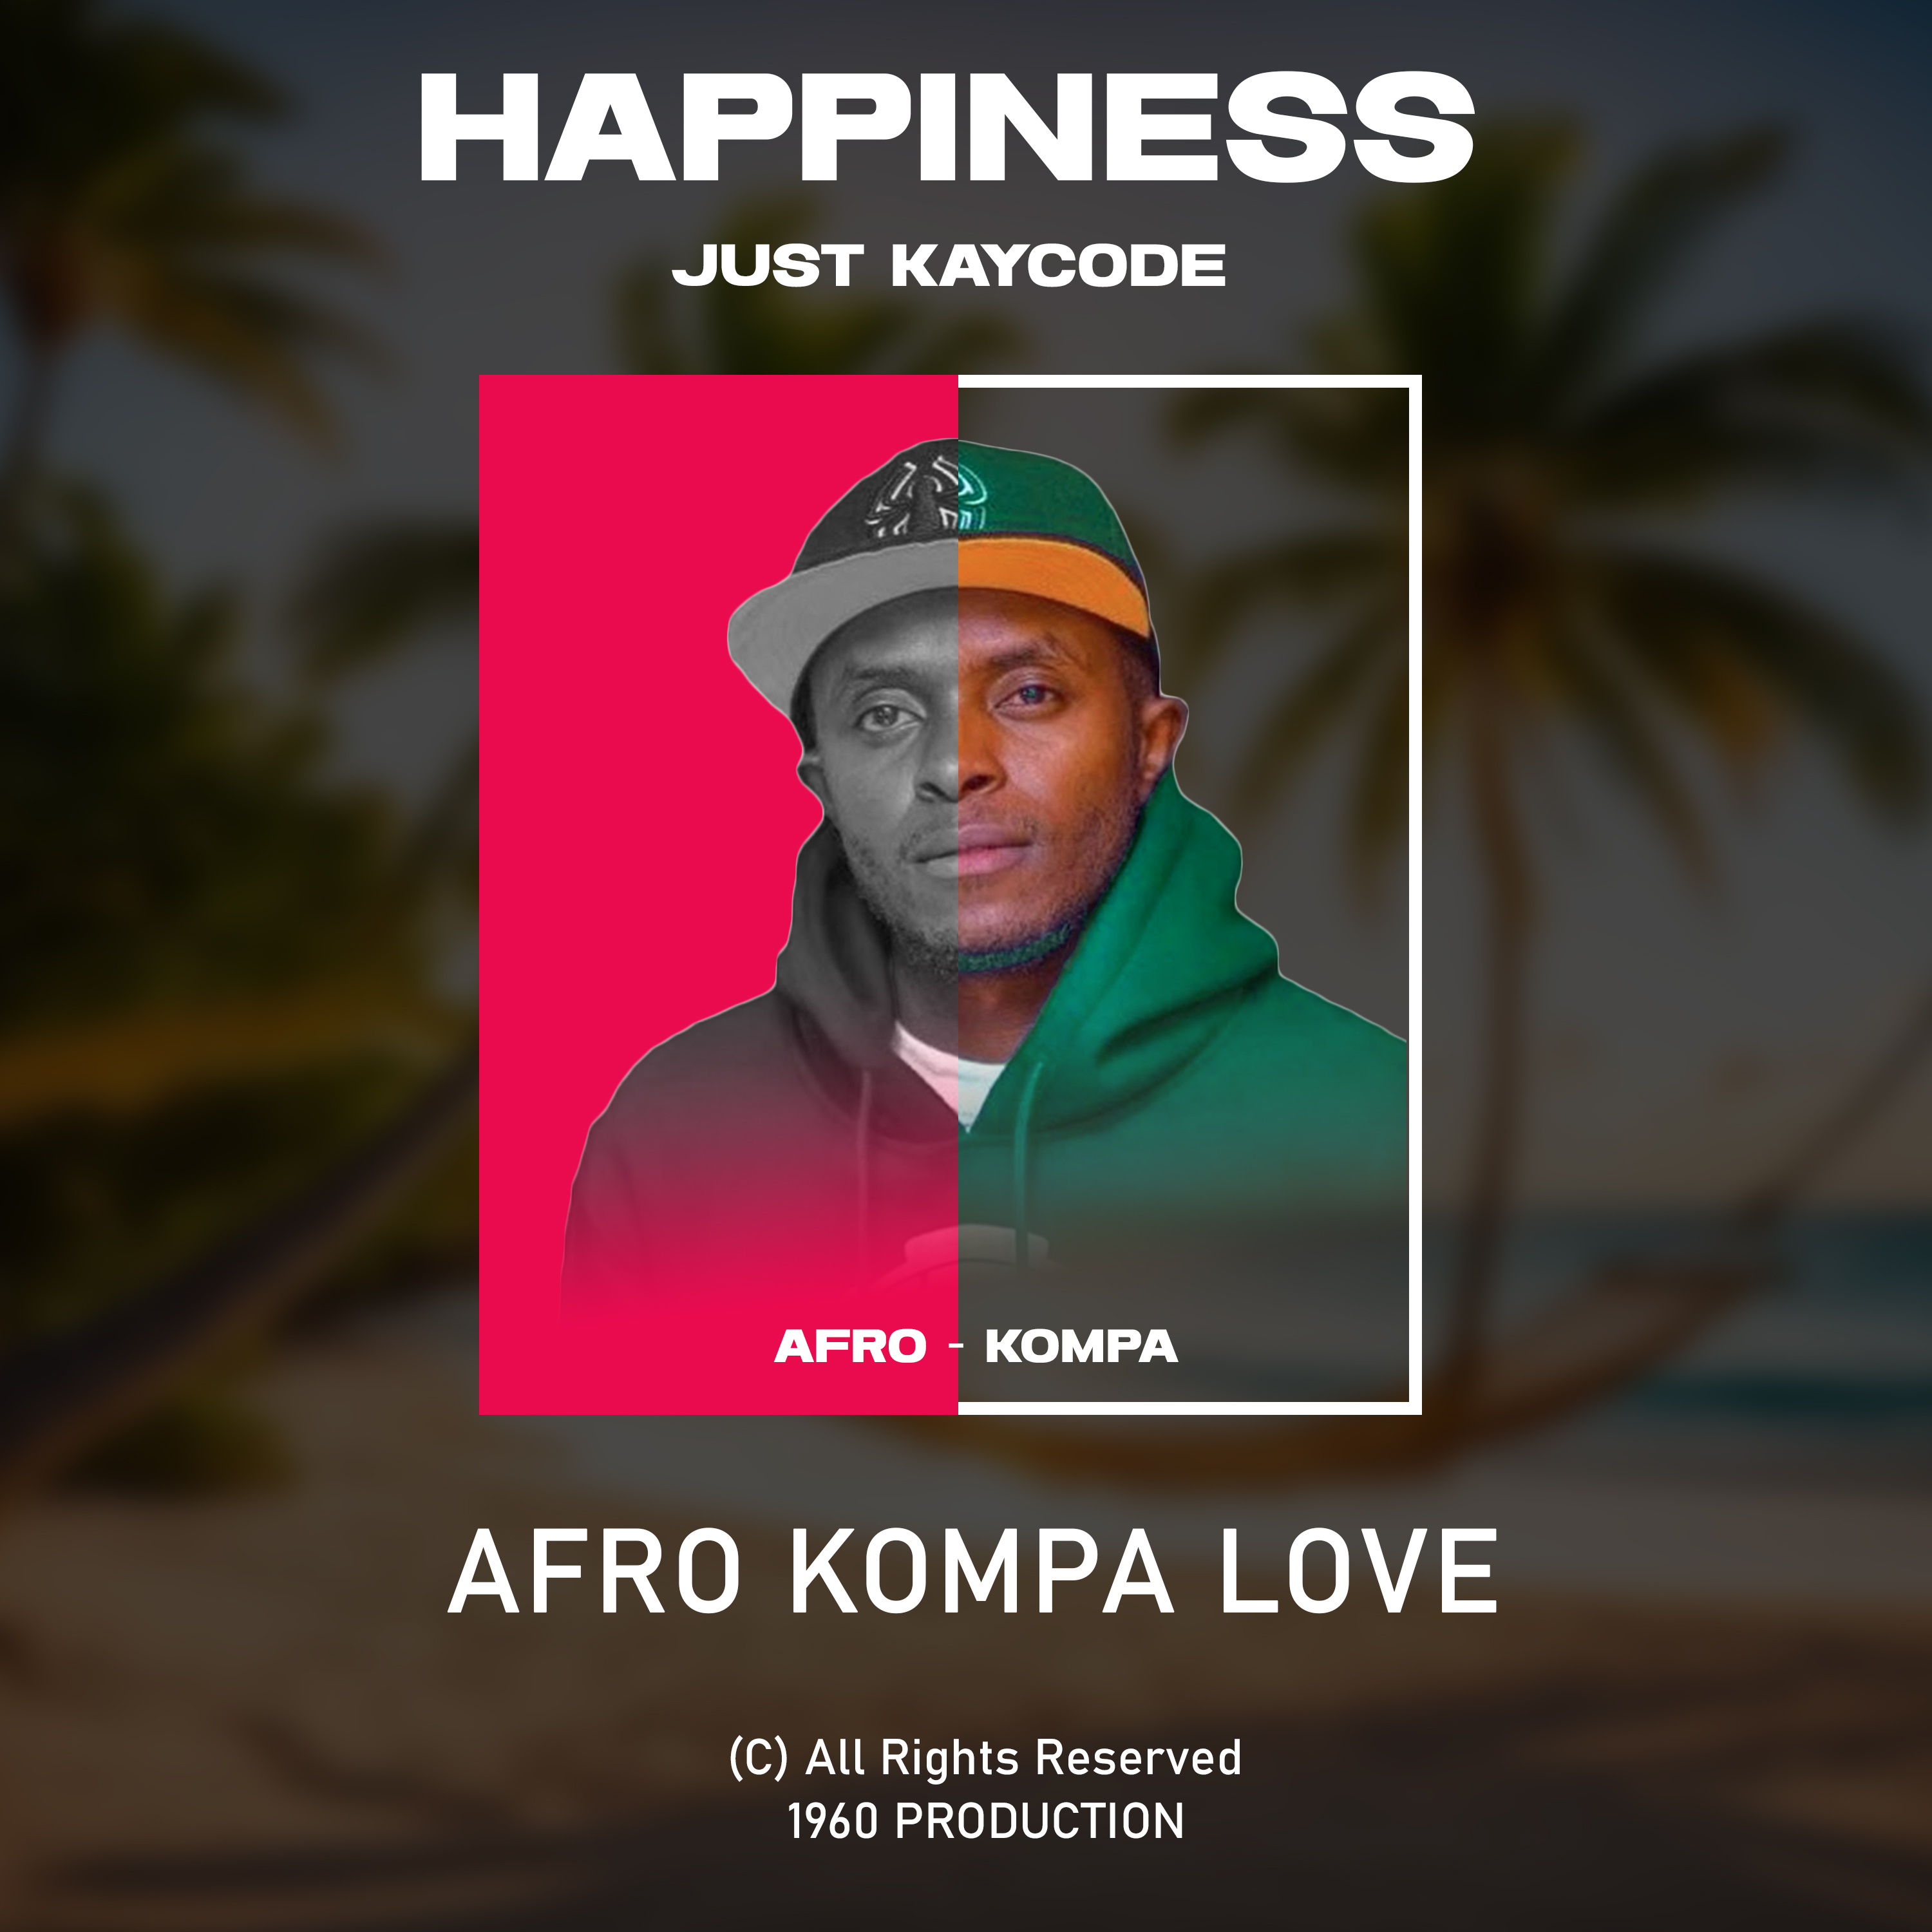 HAPPINESS
JUST KAYCODE
AFRO - KOMPA
AFRO KOMPA LOVE
(C) All Rights Reserved
1960 PRODUCTION